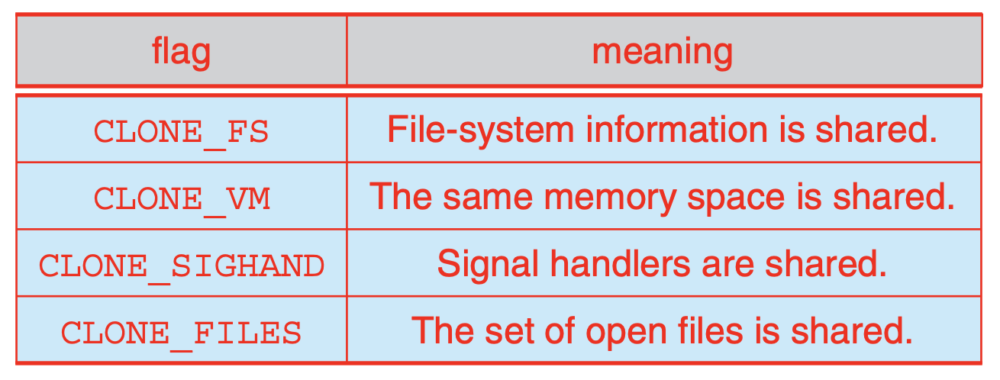 flag meaning
CLONE_FS File-system information is shared.
CLONE_VM The same memory space is shared.
CLONE_SIGHAND Signal handlers are shared.
CLONE_FILES The set of open files is shared.